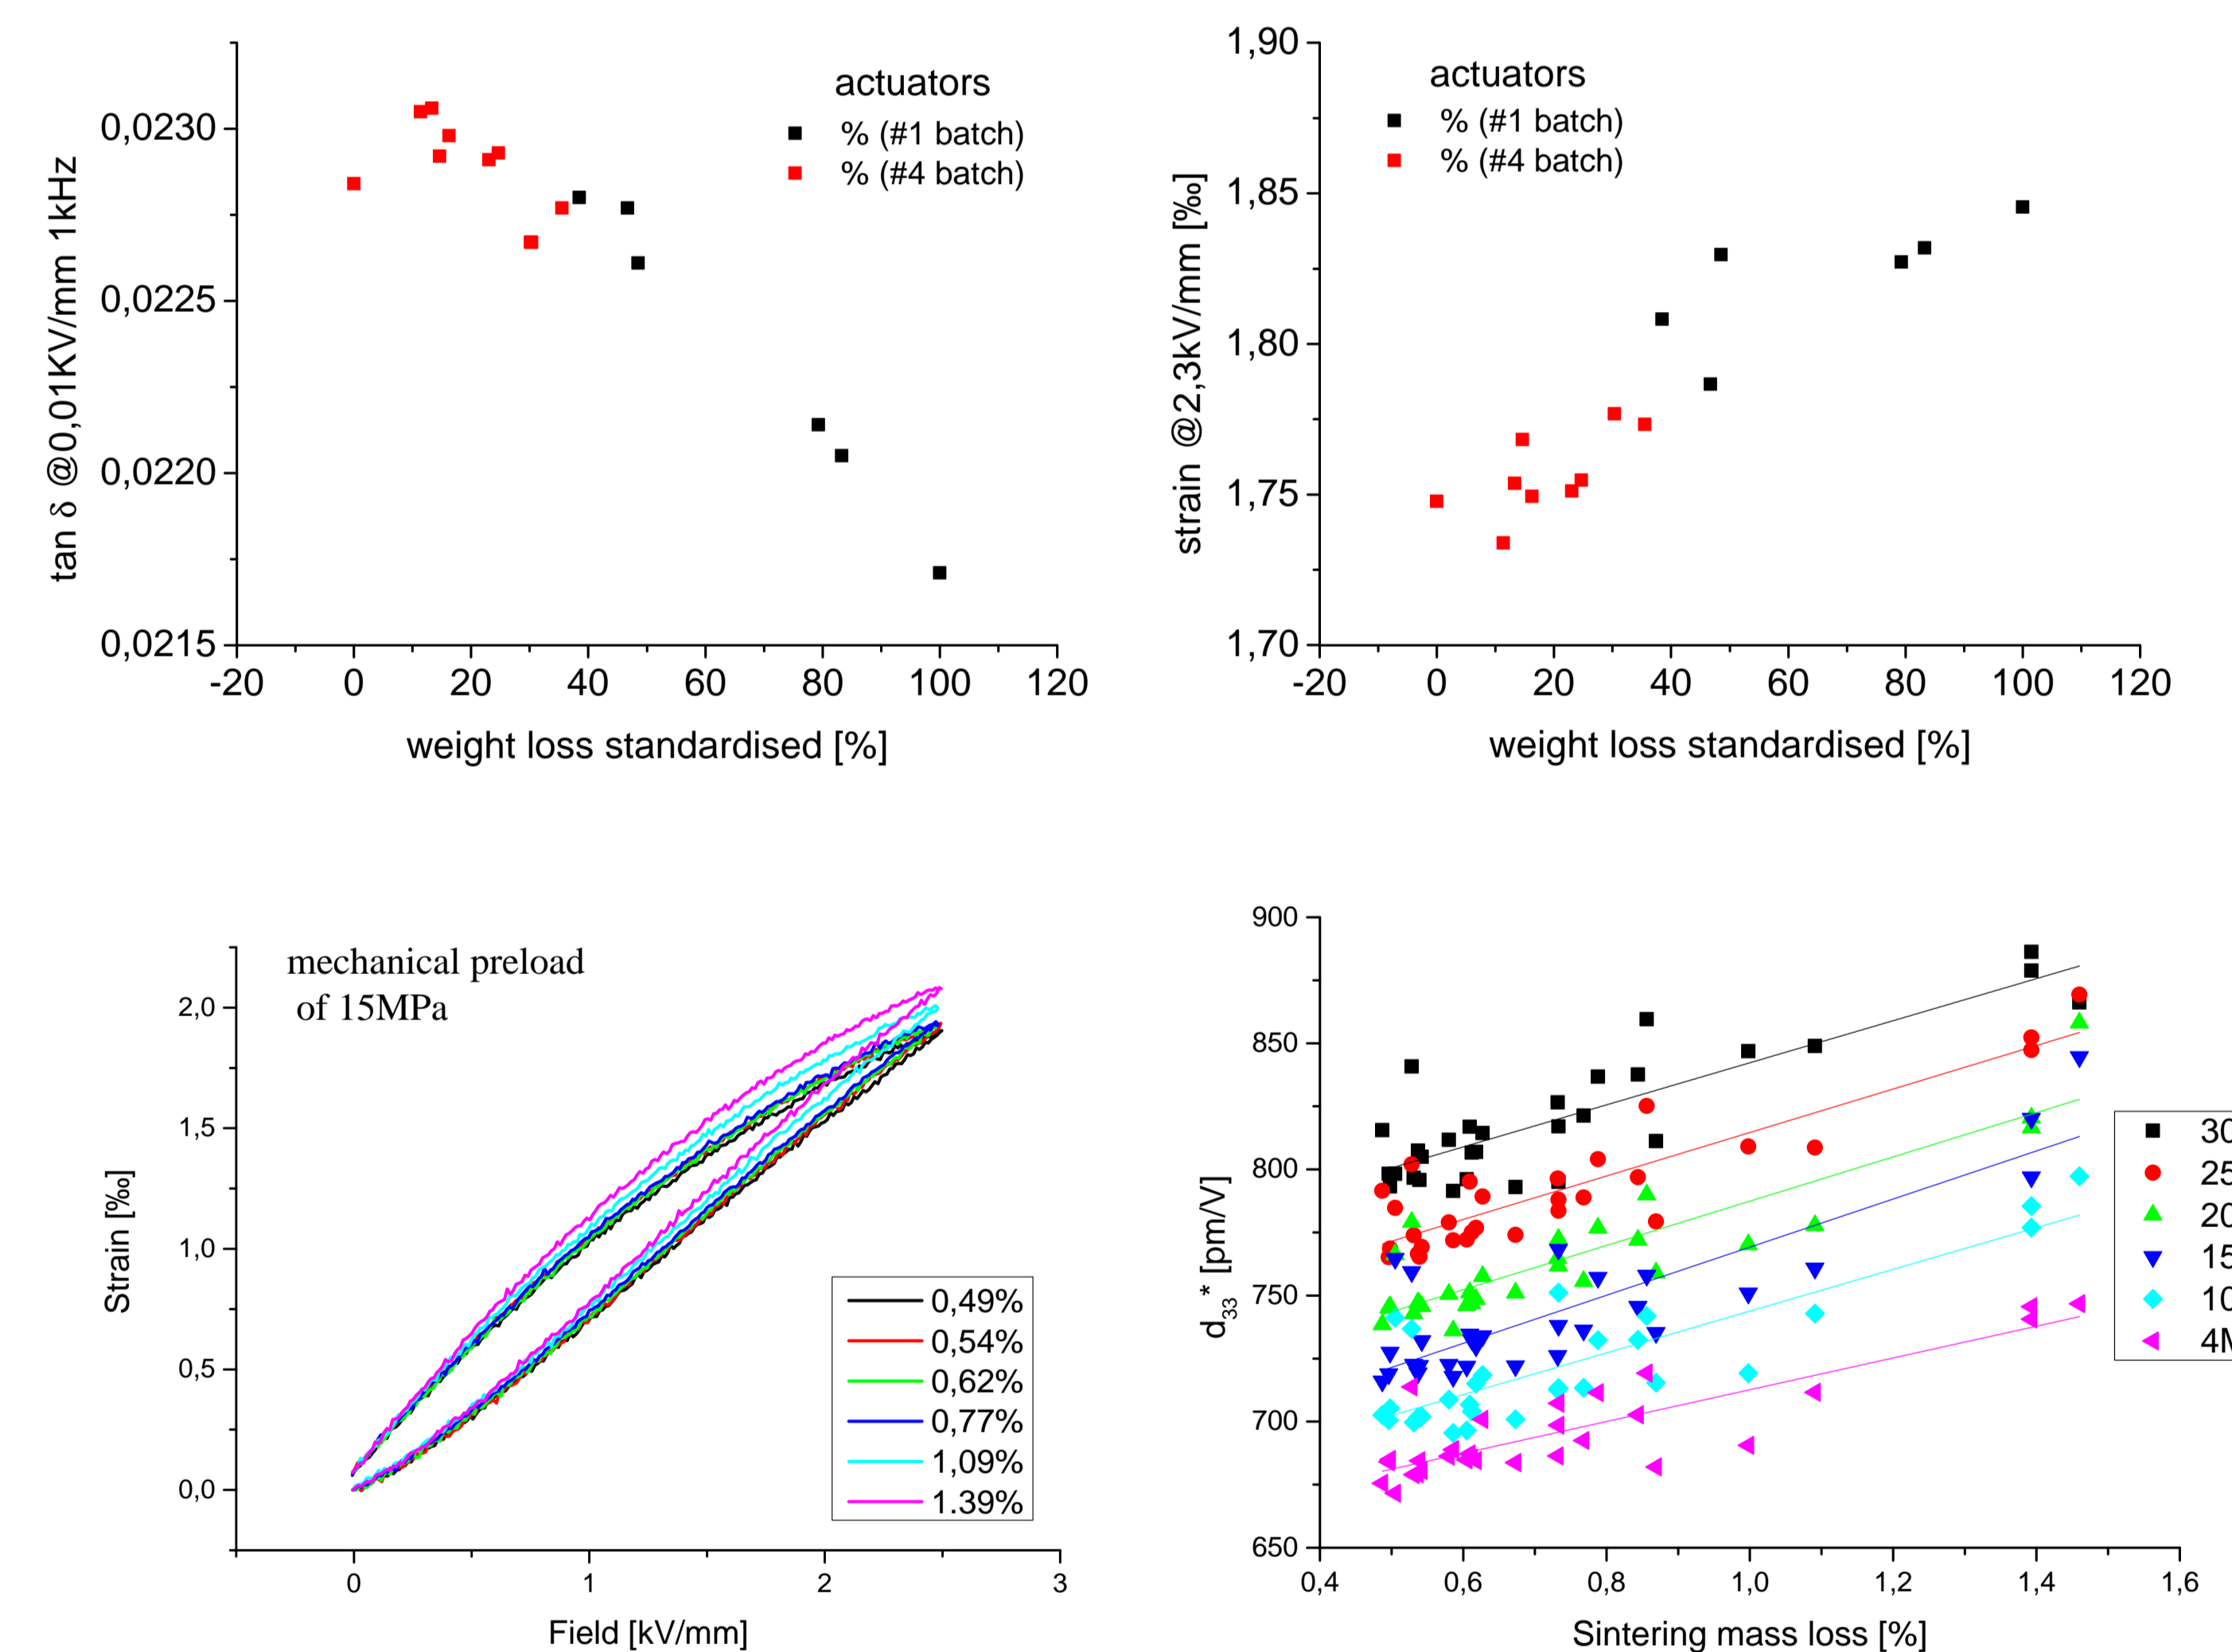 0,0230
0,0225
0,0220
0,0215
tan δ @0,01KV/mm 1kHz
actuators
% (#1 batch)
% (#4 batch)
-20 0 20 40 60 80 100 120
weight loss standardised [%]
1,90
1,85
1,80
1,75
1,70
strain @2,3kV/mm [‰]
actuators
% (#1 batch)
% (#4 batch)
-20 0 20 40 60 80 100 120
weight loss standardised [%]
mechanical preload
of 15MPa
2,0
1,5
1,0
0,5
0,0
Strain [‰]
0,49%
0,54%
0,62%
0,77%
1,09%
1.39%
0 1 2 3
Field [kV/mm]
900
850
800
750
700
650
d33* [pm/V]
30
25
20
15
10
4
0,4 0,6 0,8 1,0 1,2 1,4 1,6
Sintering mass loss [%]